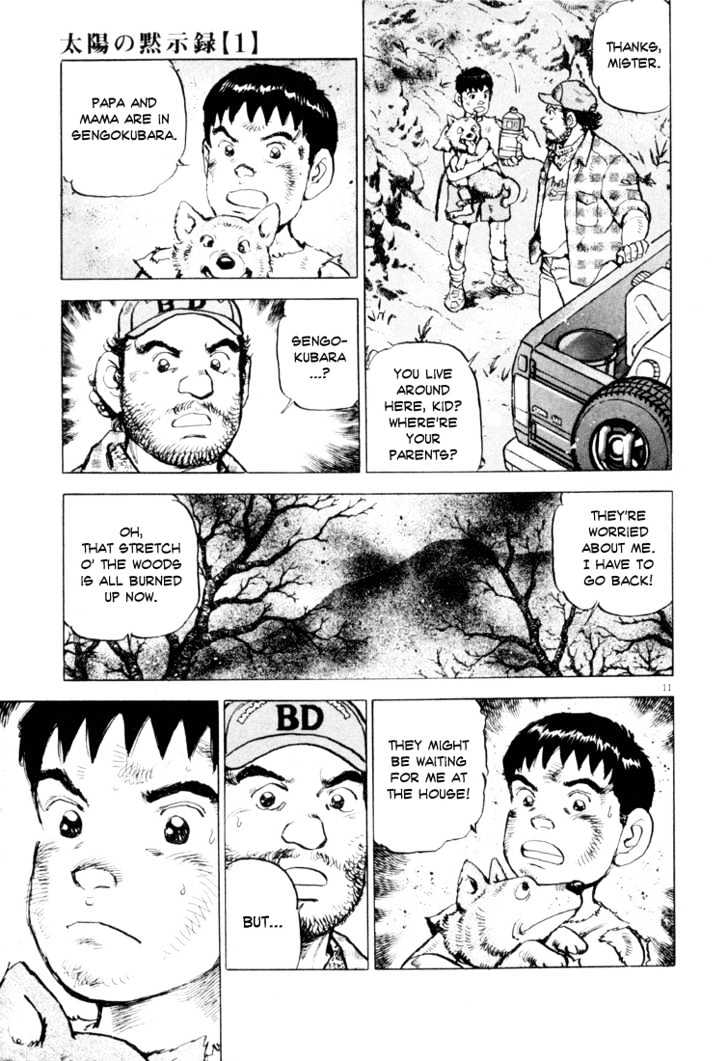 太陽の黙示録【1】
THANKS,
MISTER.
YOU LIVE
AROUND
HERE, KID?
WHERE'RE
YOUR
PARENTS?
PAPA AND
MAMA ARE IN
SENGOKUBARA.
BD
SENGO-
KUBARA
...?
THEY'RE
WORRIED
ABOUT ME.
I HAVE TO
GO BACK!
OH,
THAT STRETCH
O' THE WOODS
IS ALL BURNED
UP NOW.
11
THEY MIGHT
BE WAITING
FOR ME AT
THE HOUSE!
BD
BUT...